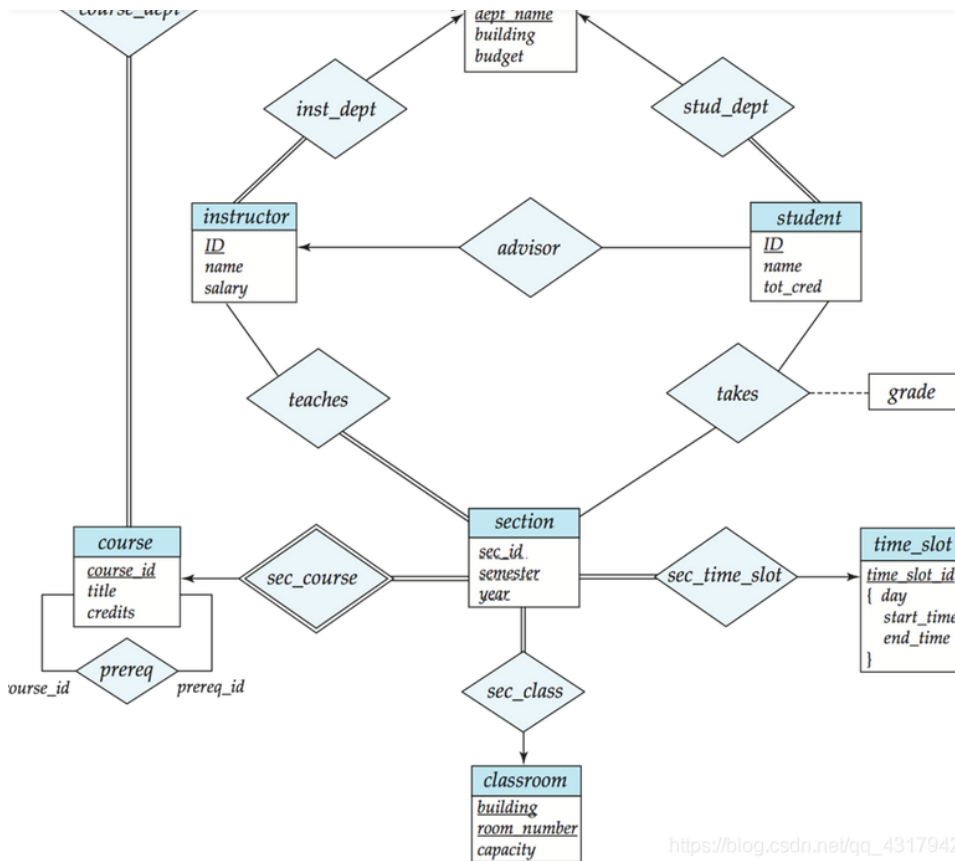 course_dept
dept_name
building
budget
inst_dept
stud_dept
instructor
ID
name
salary
advisor
student
ID
name
tot_cred
teaches
takes
grade
course
course_id
title
credits
sec_course
section
sec_id
semester
year
sec_time_slot
time_slot
time_slot_id
{ day
start_time
end_time
}
prereq
ourse_id
prereq_id
sec_class
classroom
building
room_number
capacity
https://blog.csdn.net/qq_4317942